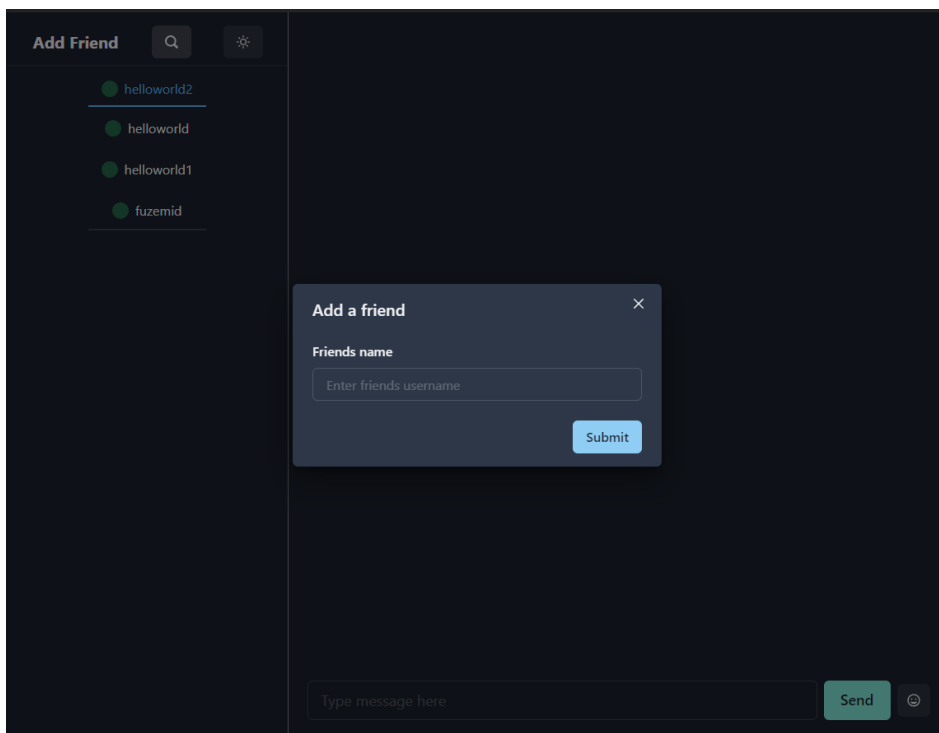 Add Friend
helloworld2
helloworld
helloworld1
fuzemid
Add a friend
Friends name
Enter friends username
Submit
Type message here
Send